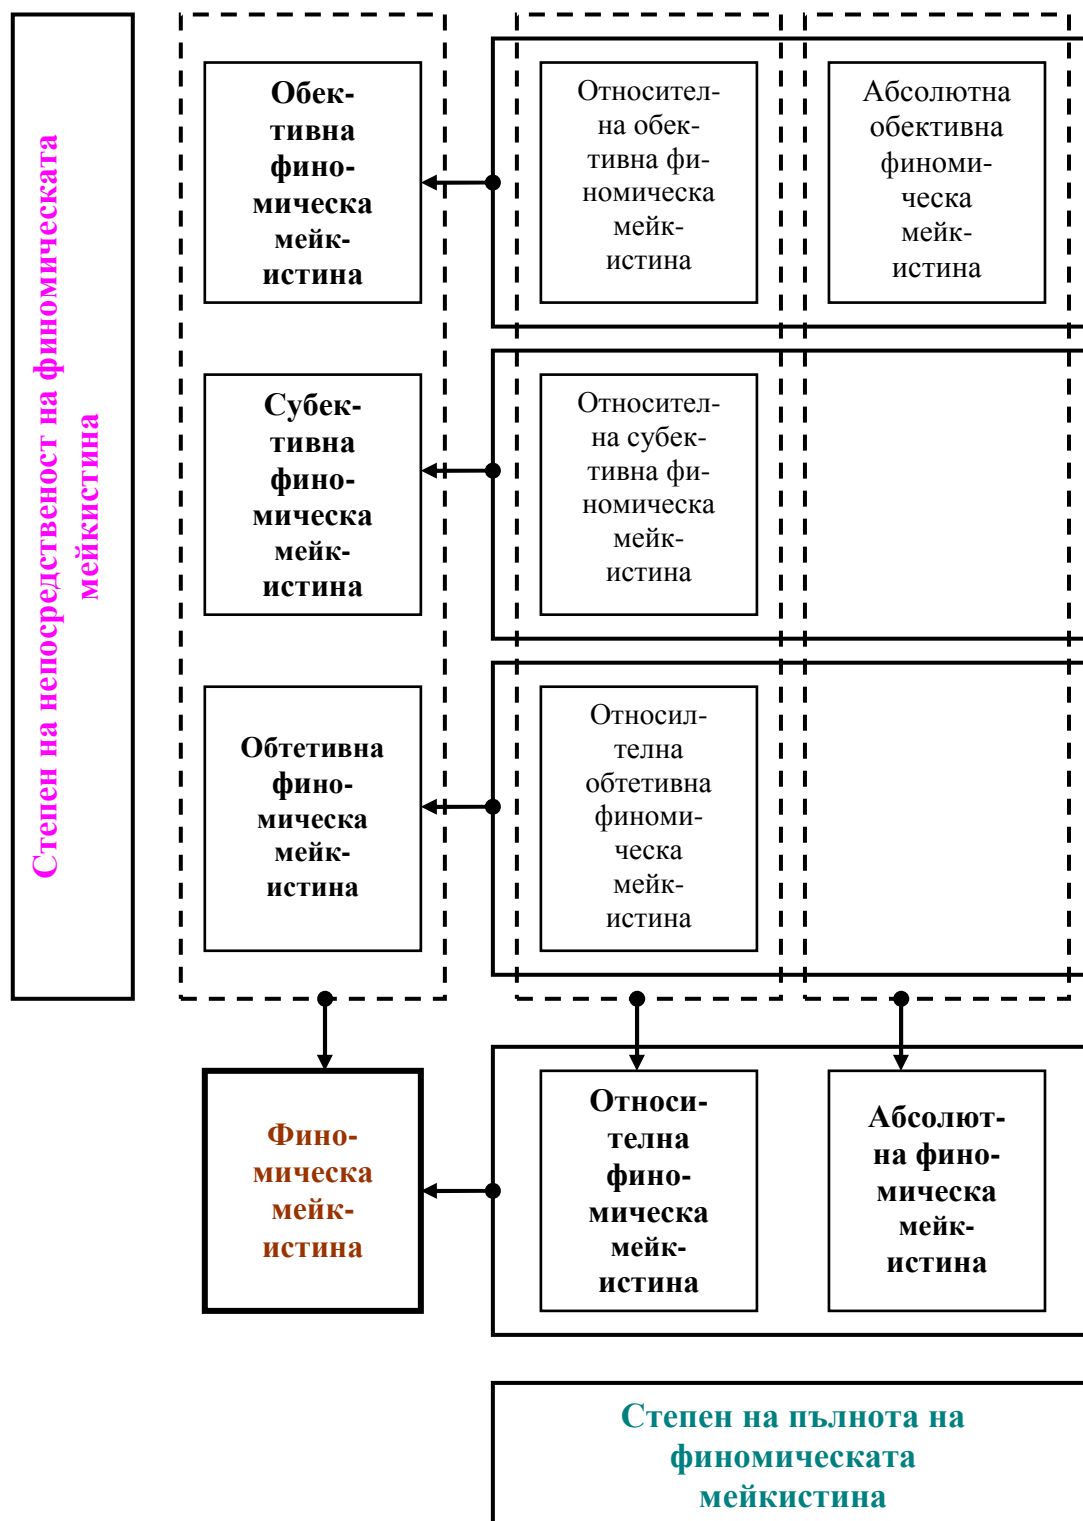 Степен на непосредственост на финомическата
мейкистина
Обек-
тивна
фино-
мическа
мейк-
истина
Относител-
на обек-
тивна фи-
номическа
мейк-
истина
Абсолютна
обективна
финоми-
ческа
мейк-
истина
Субек-
тивна
фино-
мическа
мейк-
истина
Относител-
на субек-
тивна фи-
номическа
мейк-
истина
Обтетивна
фино-
мическа
мейк-
истина
Относил-
телна
обтетивна
финоми-
ческа
мейк-
истина
Фино-
мическа
мейк-
истина
Относи-
телна
фино-
мическа
мейк-
истина
Абсолют-
на фино-
мическа
мейк-
истина
Степен на пълнота на
финомическата
мейкистина